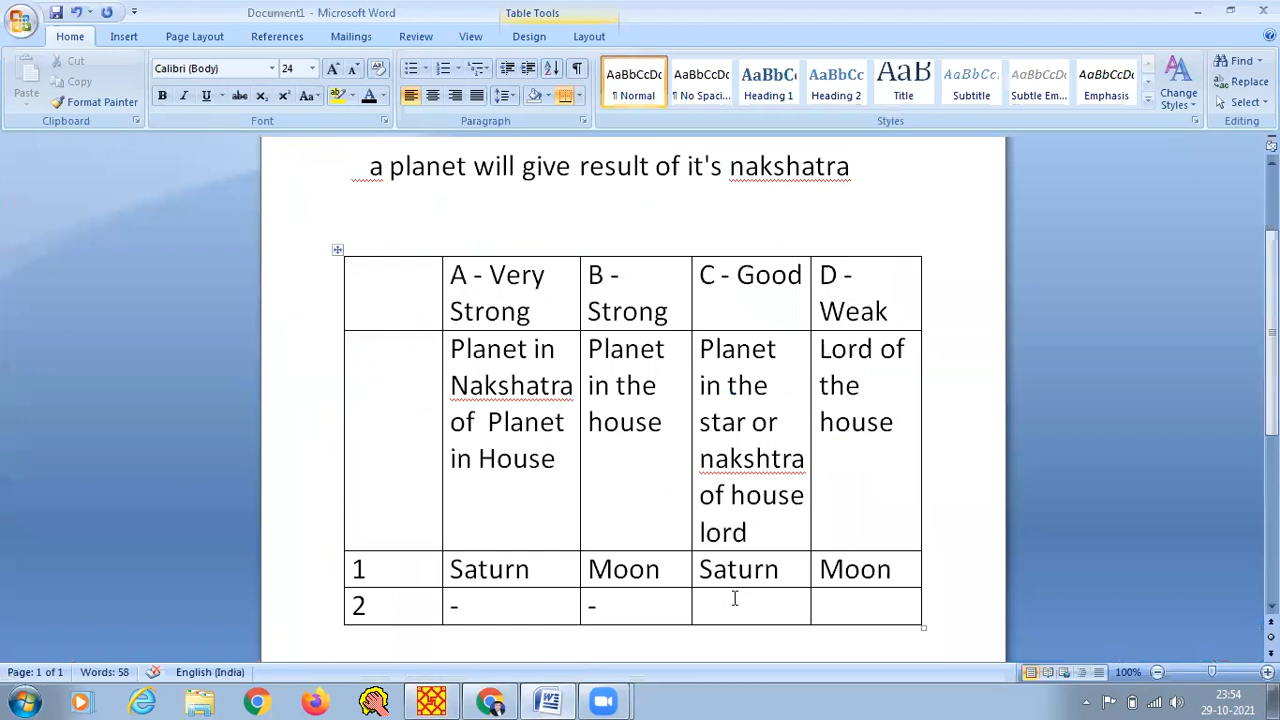 Document1 - Microsoft Word
Table Tools
Home
Insert
Page Layout
References
Mailings
Review
View
Design
Layout
Paste
Cut
Copy
Format Painter
Clipboard
Calibri (Body)
24
Font
Paragraph
AaBbCcDc
¶ Normal
AaBbCcDc
¶ No Spaci...
AaBbCc
Heading 1
AaBbCc
Heading 2
AaB
Title
AaBbCcI
Subtitle
AaBbCcDc
Subtle Em...
AaBbCcDc
Emphasis
Change
Styles
Styles
Find
Replace
Select
Editing
a planet will give result of it's nakshatra
A - Very
Strong
B -
Strong
C - Good
D -
Weak
Planet in
Nakshatra
of Planet
in House
Planet
in the
house
Planet
in the
star or
nakshtra
of house
lord
Lord of
the
house
1 Saturn Moon Saturn Moon
2 - -
Page: 1 of 1
Words: 58
English (India)
100%
23:54
29-10-2021